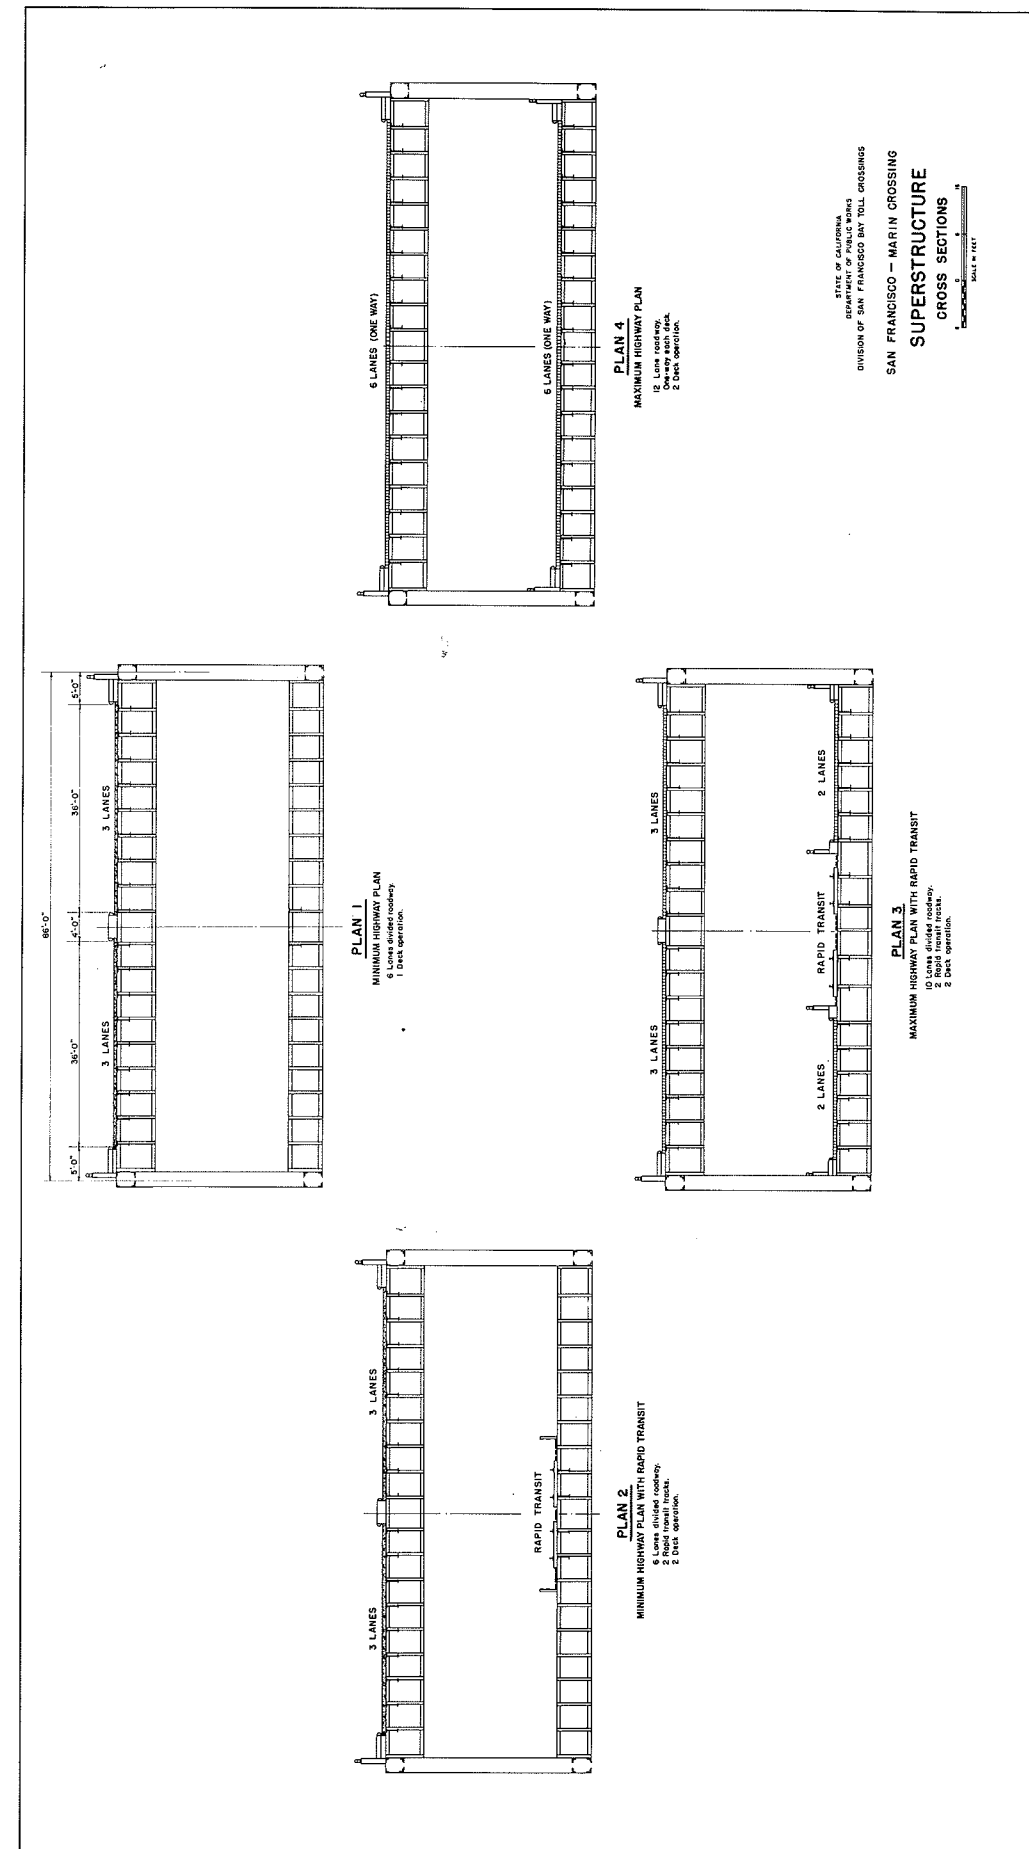 86'-0"
5'-0"
36'-0"
4'-0"
36'-0"
5'-0"
3 LANES
3 LANES
PLAN 1
MINIMUM HIGHWAY PLAN
6 Lanes divided roadway.
1 Deck operation.
3 LANES
3 LANES
RAPID TRANSIT
PLAN 2
MINIMUM HIGHWAY PLAN WITH RAPID TRANSIT
6 Lanes divided roadway.
2 Rapid transit tracks.
2 Deck operation.
3 LANES
3 LANES
2 LANES
RAPID TRANSIT
2 LANES
PLAN 3
MAXIMUM HIGHWAY PLAN WITH RAPID TRANSIT
10 Lanes divided roadway.
2 Rapid transit tracks.
2 Deck operation.
6 LANES (ONE WAY)
6 LANES (ONE WAY)
PLAN 4
MAXIMUM HIGHWAY PLAN
12 Lane roadway.
One-way each deck.
2 Deck operation.
STATE OF CALIFORNIA
DEPARTMENT OF PUBLIC WORKS
DIVISION OF SAN FRANCISCO BAY TOLL CROSSINGS
SAN FRANCISCO – MARIN CROSSING
SUPERSTRUCTURE
CROSS SECTIONS
SCALE IN FEET